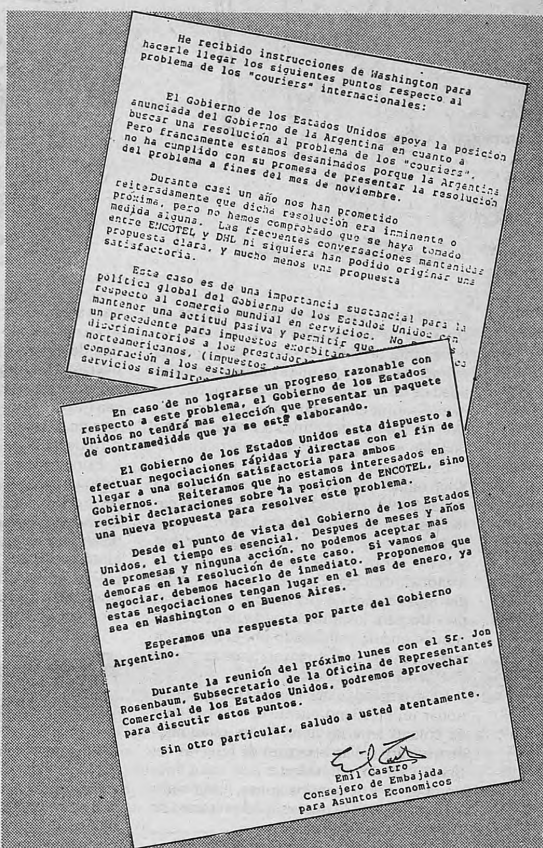 He recibido instrucciones de Washington para
hacerle llegar los siguientes puntos respecto al
problema de los "couriers" internacionales:
El Gobierno de los Estados Unidos apoya la posicion
anunciada del Gobierno de la Argentina en cuanto a
buscar una resolución al problema de los "couriers".
Pero francamente estamos desanimados porque la Argentina
no ha cumplido con su promesa de presentar la resolución
del problema a fines del mes de noviembre.
Durante casi un año nos han prometido
reiteradamente que dicha resolución era inminente o
próxima, pero no hemos comprobado que se haya tomado
medida alguna. Las frecuentes conversaciones mantenidas
entre ENCOTEL y DHL ni siquiera han podido originar una
propuesta clara, y mucho menos una propuesta
satisfactoria.
Este caso es de una importancia sustancial para la
política global del Gobierno de los Estados Unidos con
respecto al comercio mundial en servicios. No
mantener una actitud pasiva y permitir que
un precedente para impuestos exorbitan
discriminatorios a los prestador
norteamericanos, (impuestos
comparación a los estab
servicios similares
En caso de no lograrse un progreso razonable con
respecto a este problema, el Gobierno de los Estados
Unidos no tendrá mas elección que presentar un paquete
de contramedidas que ya se está elaborando.
El Gobierno de los Estados Unidos esta dispuesto a
efectuar negociaciones rápidas y directas con el fin de
llegar a una solución satisfactoria para ambos
Gobiernos. Reiteramos que no estamos interesados en
recibir declaraciones sobre la posicion de ENCOTEL, sino
una nueva propuesta para resolver este problema.
Desde el punto de vista del Gobierno de los Estados
Unidos, el tiempo es esencial. Despues de meses y años
de promesas y ninguna acción, no podemos aceptar mas
demoras en la resolución de este caso. Si vamos a
negociar, debemos hacerlo de inmediato. Proponemos que
estas negociaciones tengan lugar en el mes de enero, ya
sea en Washington o en Buenos Aires.
Esperamos una respuesta por parte del Gobierno
Argentino.
Durante la reunión del próximo lunes con el Sr. Jon
Rosenbaum, Subsecretario de la Oficina de Representantes
Comercial de los Estados Unidos, podremos aprovechar
para discutir estos puntos.
Sin otro particular, saludo a usted atentamente.
Emil Castro
Consejero de Embajada
para Asuntos Economicos